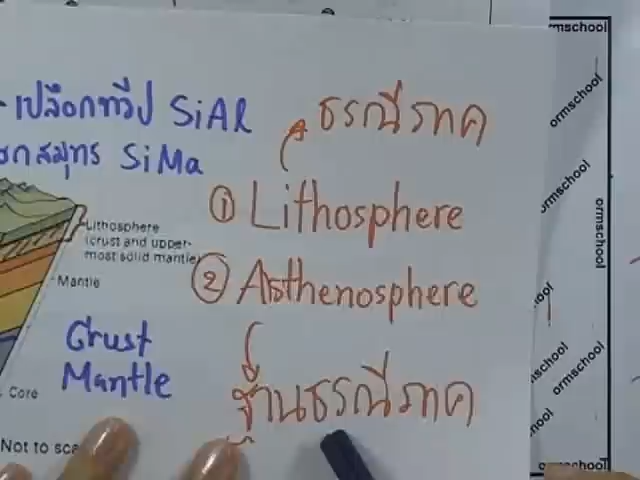 ormschool
-เปลือกทวีป SiAl
ธรณีภาค
ormschool
สมุทร SiMa
① Lithosphere
ormschool
ormschool
Lithosphere
(crust and upper-
most solid mantle)
② Asthenosphere
Mantle
Crust
Mantle
ฐานธรณีภาค
ormschool
ormschool
Core
Not to
ormschool